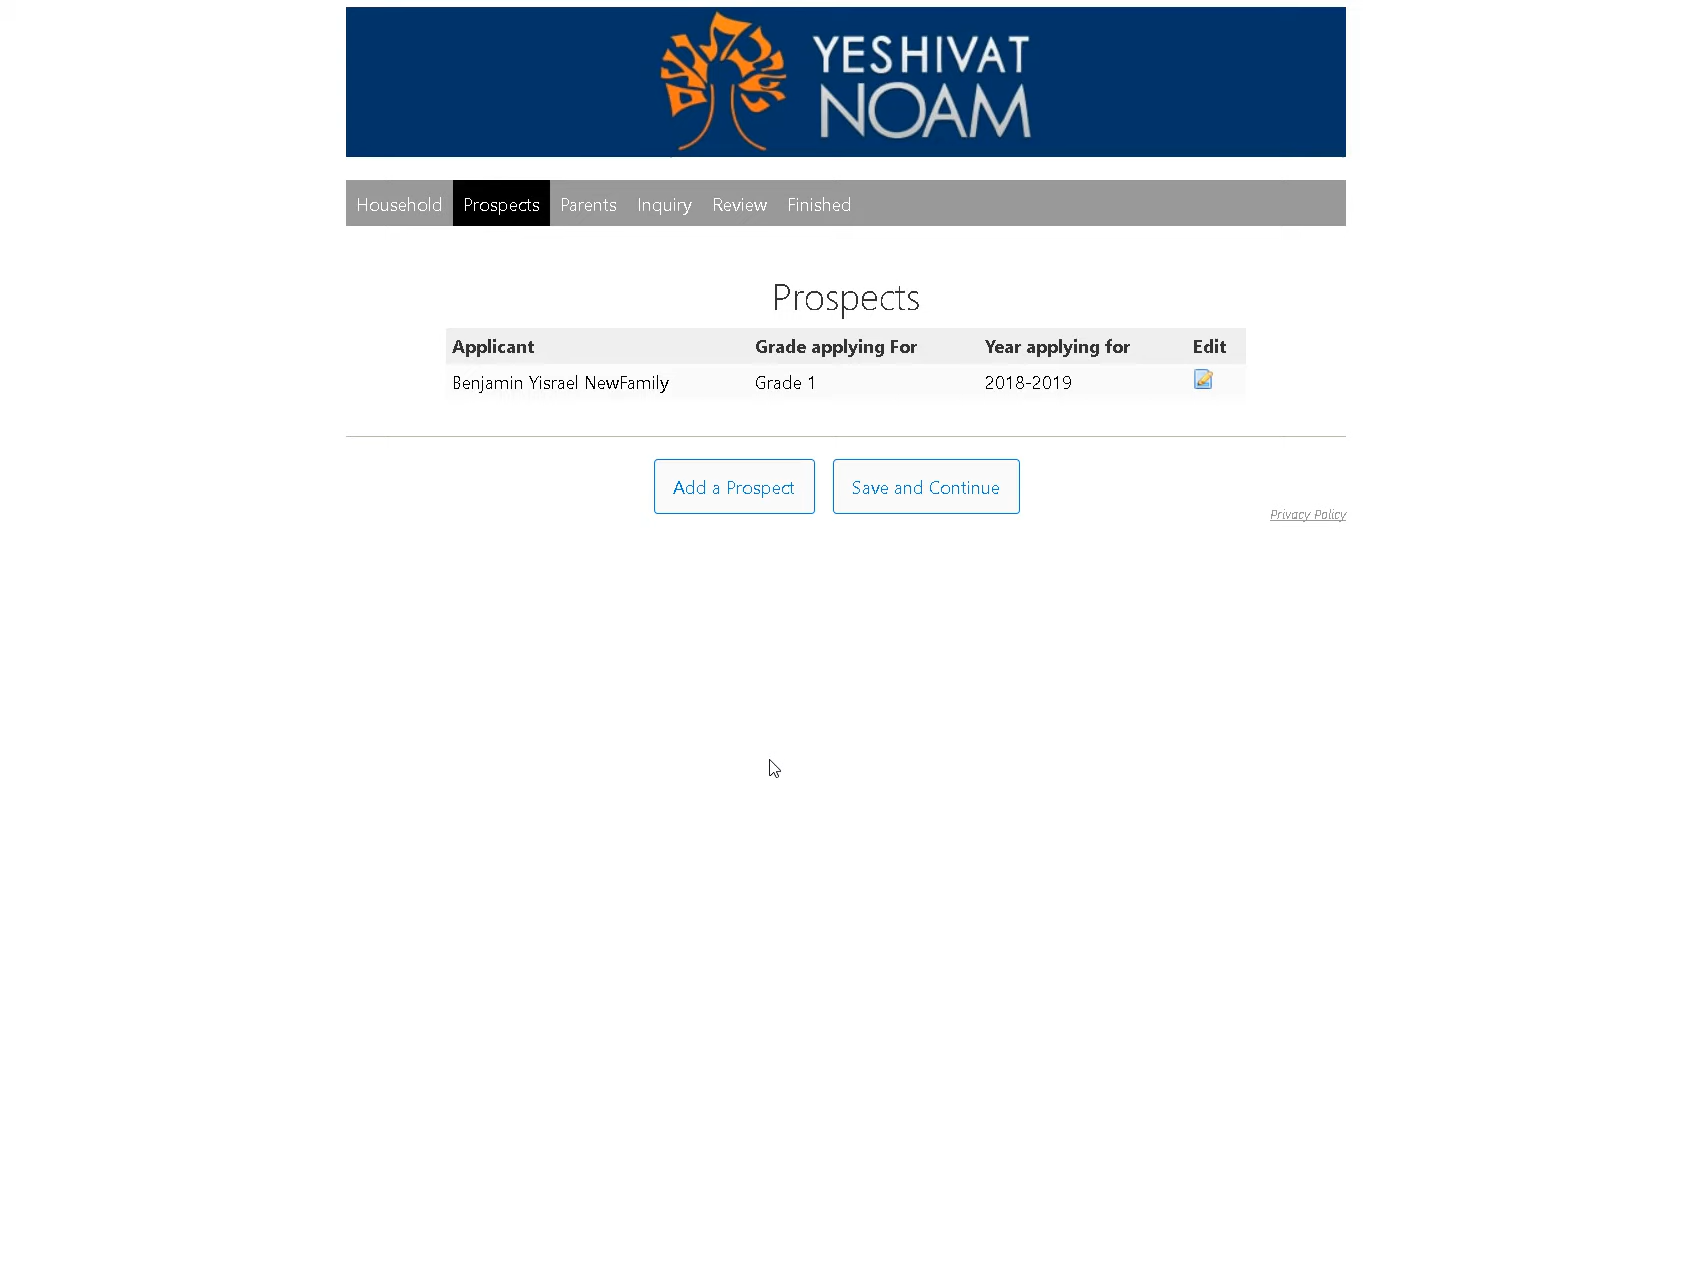 YESHIVAT
NOAM
Household Prospects Parents Inquiry Review Finished
Prospects
Applicant Grade applying For Year applying for Edit
Benjamin Yisrael NewFamily Grade 1 2018-2019
Add a Prospect Save and Continue
Privacy Policy